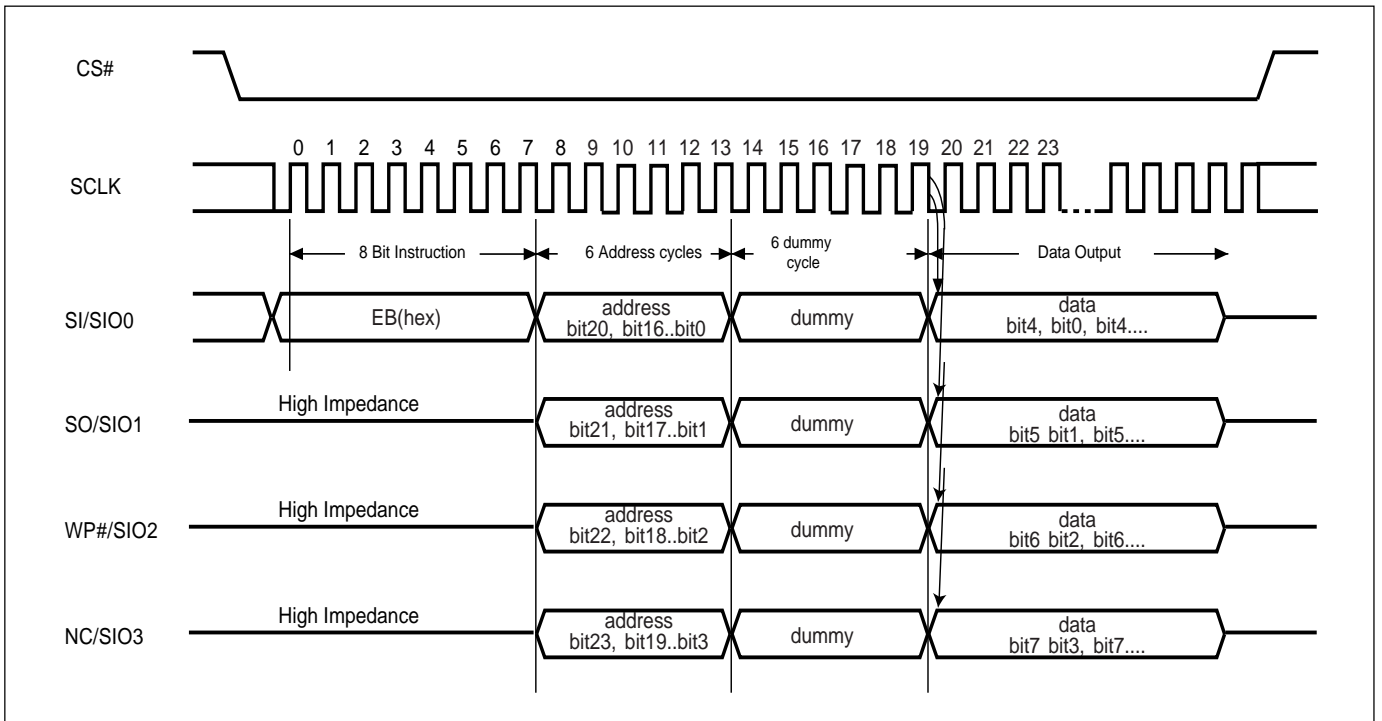 CS#
0 1 2 3 4 5 6 7 8 9 10 11 12 13 14 15 16 17 18 19 20 21 22 23
SCLK
8 Bit Instruction
6 Address cycles
6 dummy
cycle
Data Output
SI/SIO0
EB(hex)
address
bit20, bit16..bit0
dummy
data
bit4, bit0, bit4....
SO/SIO1
High Impedance
address
bit21, bit17..bit1
dummy
data
bit5 bit1, bit5....
WP#/SIO2
High Impedance
address
bit22, bit18..bit2
dummy
data
bit6 bit2, bit6....
NC/SIO3
High Impedance
address
bit23, bit19..bit3
dummy
data
bit7 bit3, bit7....